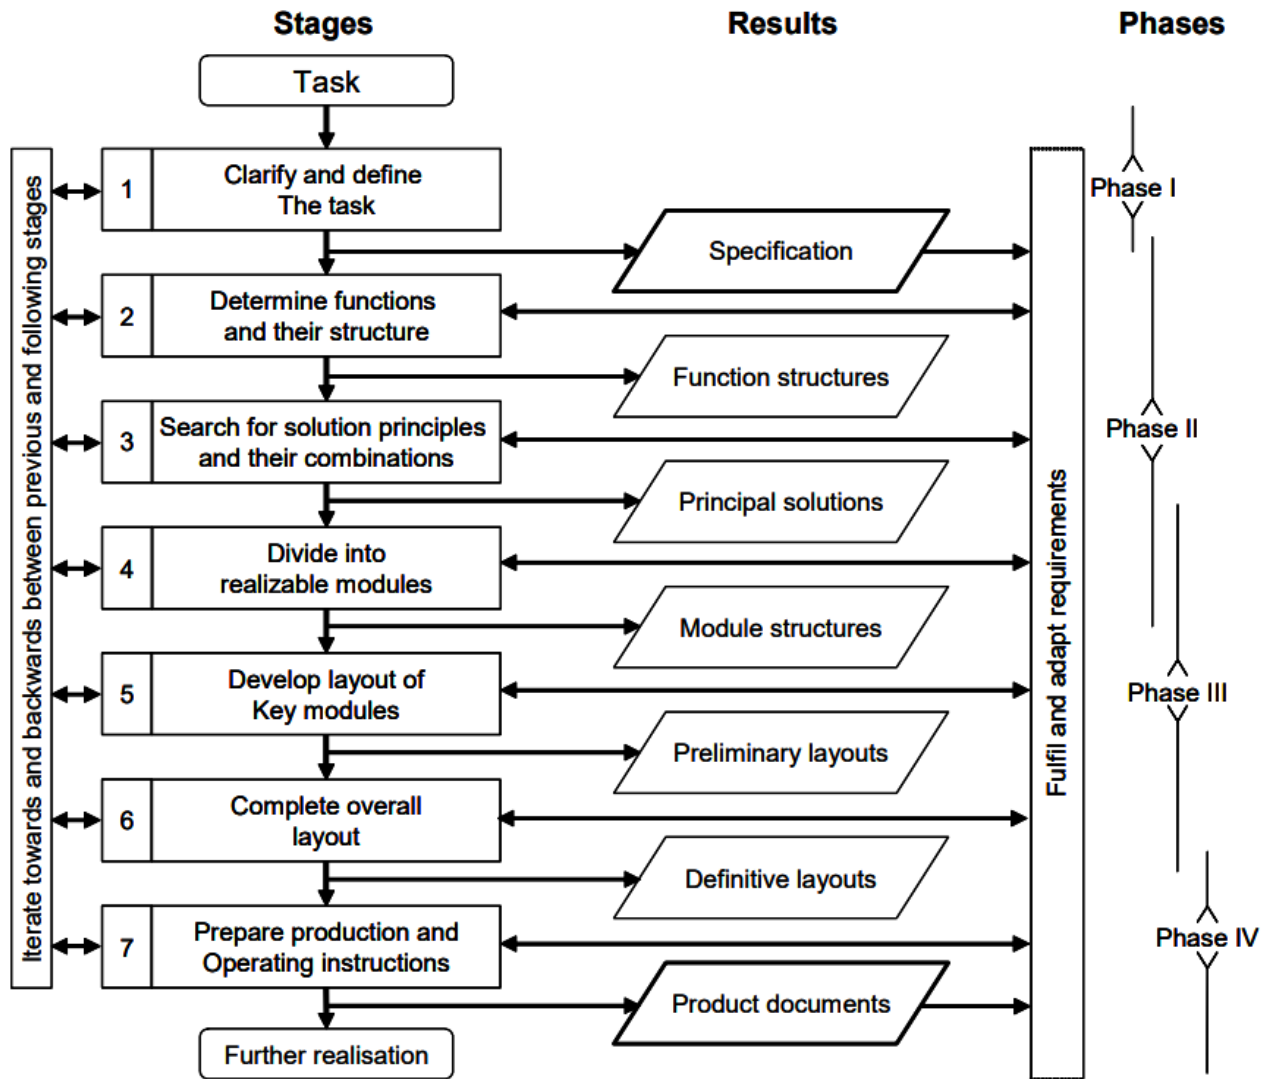 Stages
Results
Phases
Task
1
Clarify and define
The task
Specification
2
Determine functions
and their structure
Function structures
3
Search for solution principles
and their combinations
Principal solutions
4
Divide into
realizable modules
Module structures
5
Develop layout of
Key modules
Preliminary layouts
6
Complete overall
layout
Definitive layouts
7
Prepare production and
Operating instructions
Product documents
Further realisation
Iterate towards and backwards between previous and following stages
Fulfil and adapt requirements
Phase I
Phase II
Phase III
Phase IV